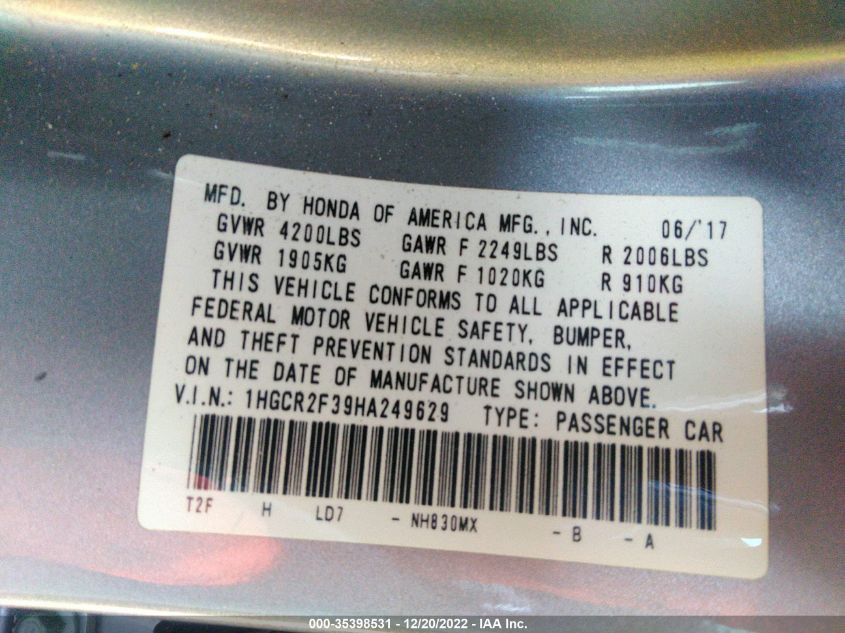 MFD. BY HONDA OF AMERICA MFG., INC. 06/'17
GVWR 4200LBS GAWR F 2249LBS R 2006LBS
GVWR 1905KG GAWR F 1020KG R 910KG
THIS VEHICLE CONFORMS TO ALL APPLICABLE
FEDERAL MOTOR VEHICLE SAFETY, BUMPER,
AND THEFT PREVENTION STANDARDS IN EFFECT
ON THE DATE OF MANUFACTURE SHOWN ABOVE.
V.I.N.: 1HGCR2F39HA249629 TYPE: PASSENGER CAR
T2F H LD7 - NH830MX - B - A
000-35398531 - 12/20/2022 - IAA Inc.